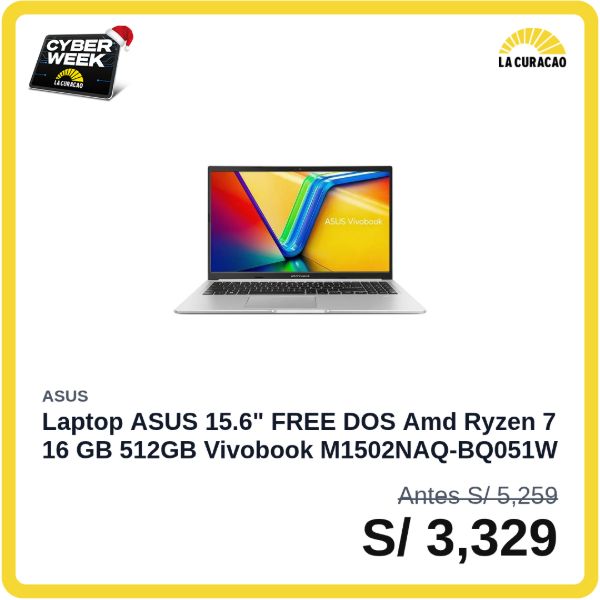 CYBER
WEEK
LA CURACAO
LA CURACAO
ASUS Vivobook
ASUS
Laptop ASUS 15.6" FREE DOS Amd Ryzen 7
16 GB 512GB Vivobook M1502NAQ-BQ051W
Antes S/ 5,259
S/ 3,329